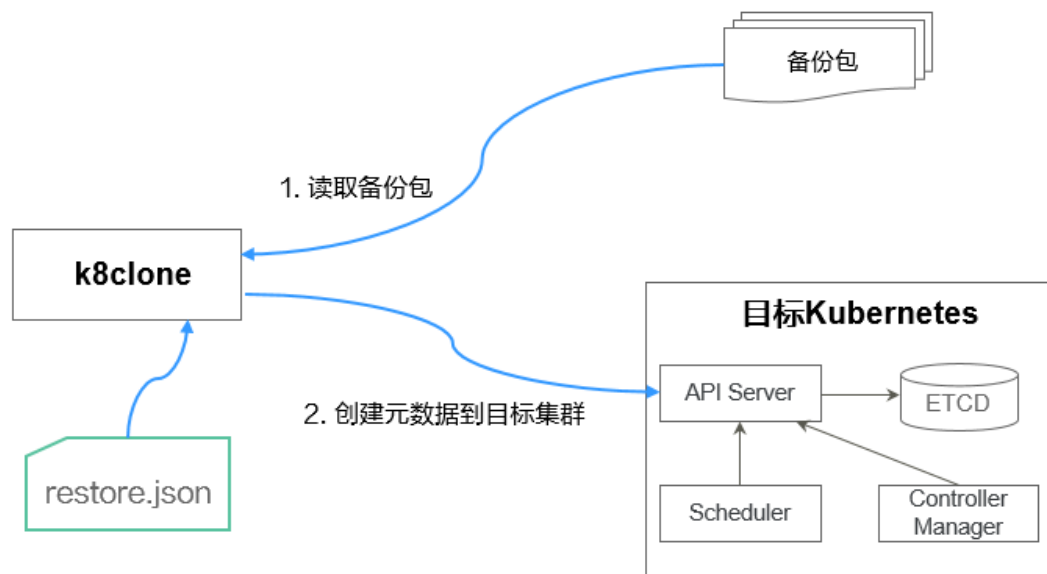 备份包
1. 读取备份包
k8clone
目标Kubernetes
API Server
ETCD
2. 创建元数据到目标集群
restore.json
Scheduler
Controller
Manager